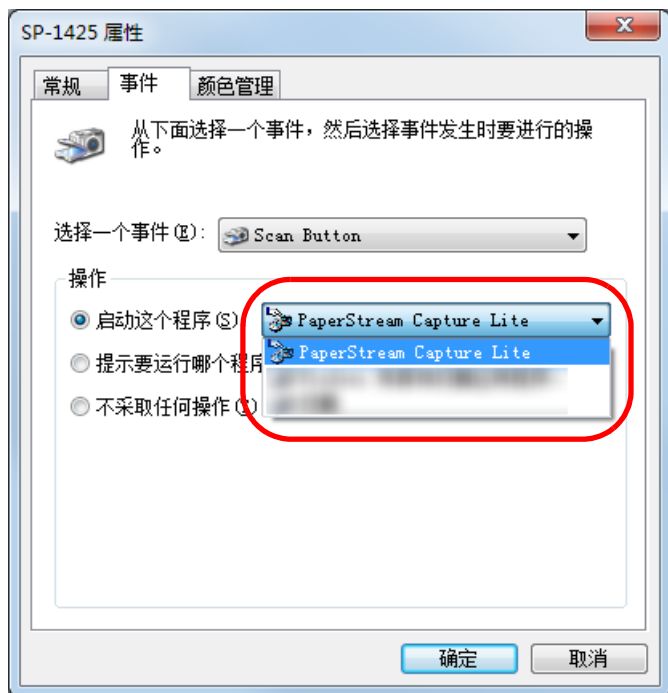 SP-1425 属性
常规 事件 颜色管理
从下面选择一个事件，然后选择事件发生时要进行的操
作。
选择一个事件(E): Scan Button
操作
启动这个程序(S) PaperStream Capture Lite
PaperStream Capture Lite
提示要运行哪个程序
不采取任何操作
确定 取消